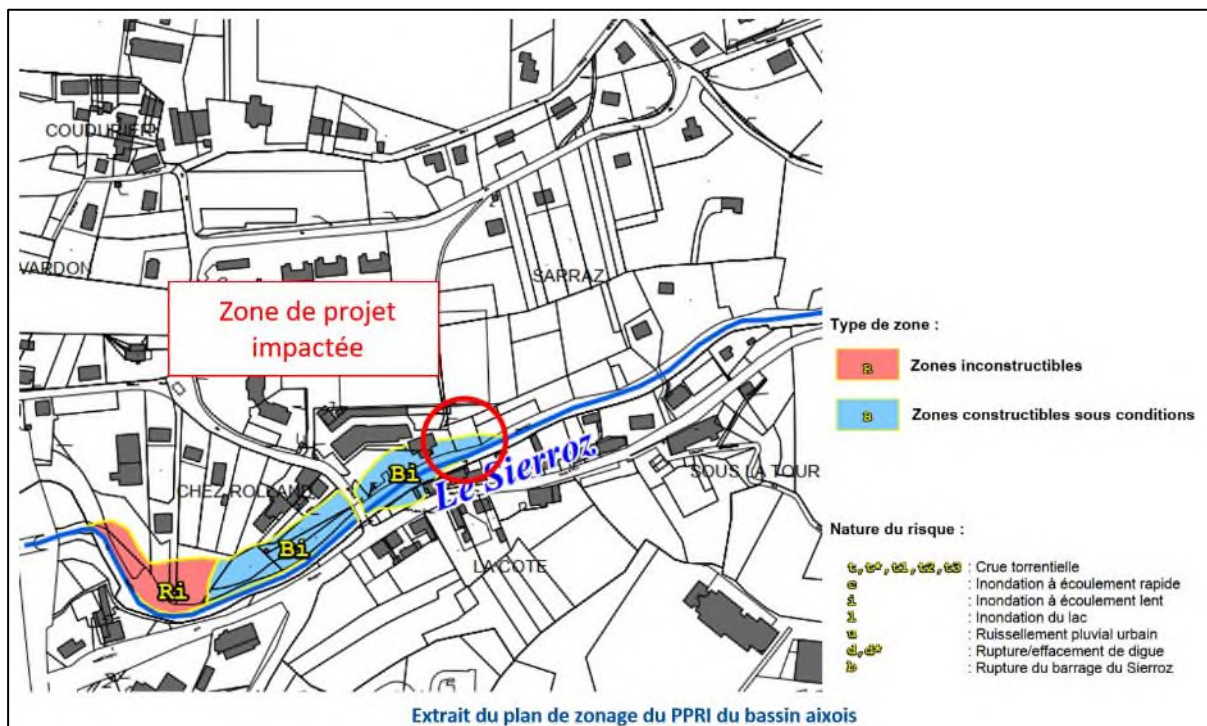 COUDURIER
VARDON
SARRAZ
Zone de projet
impactée
Bi
Le Sierroz
SOUS LA TOUR
CHEZ ROLLAND
Bi
LA COTE
Ri
Type de zone :
R Zones inconstructibles
B Zones constructibles sous conditions
Nature du risque :
t,t*,t1,t2,t3 : Crue torrentielle
e : Inondation à écoulement rapide
i : Inondation à écoulement lent
l : Inondation du lac
u : Ruissellement pluvial urbain
d,d* : Rupture/effacement de digue
b : Rupture du barrage du Sierroz
Extrait du plan de zonage du PPRI du bassin aixois